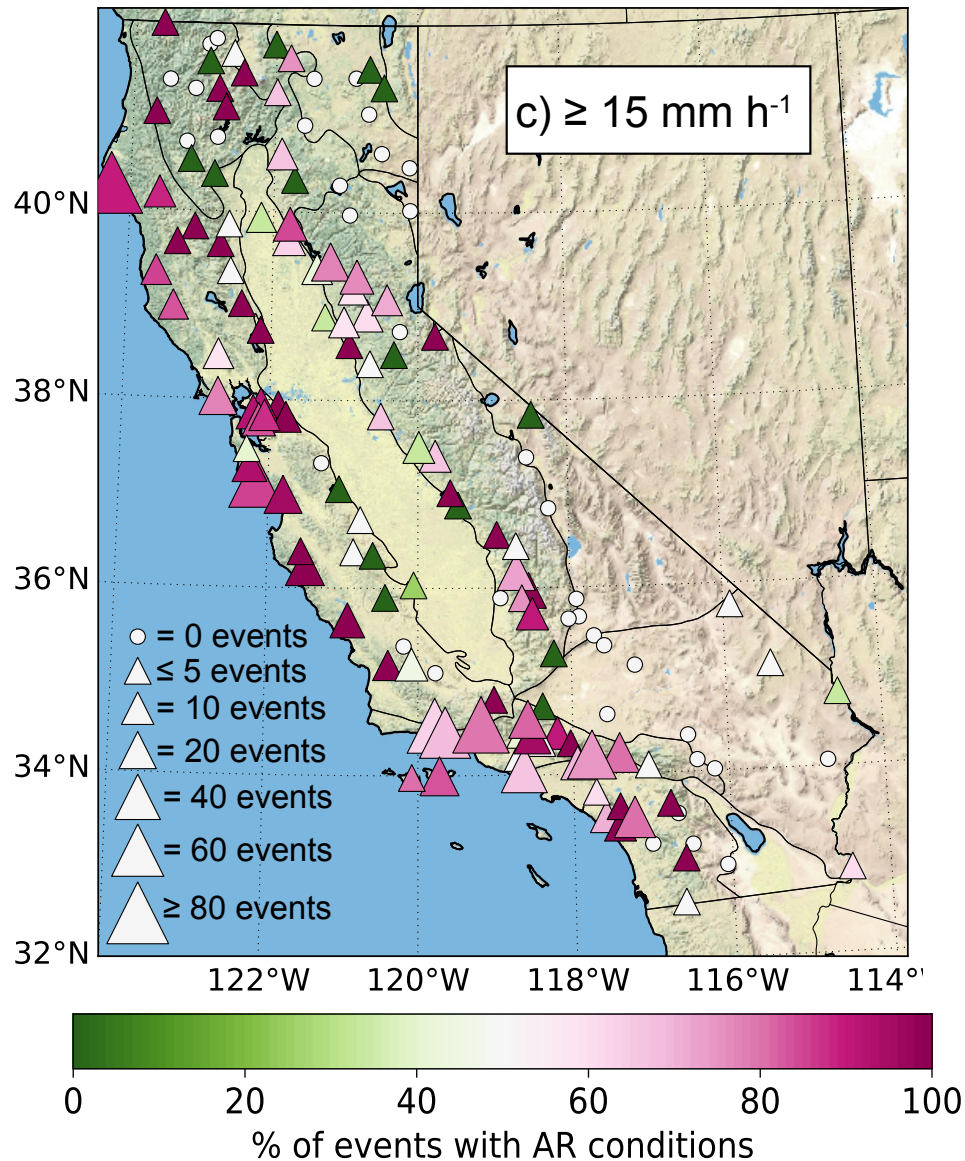 c) ≥ 15 mm h-1
40°N
38°N
36°N
34°N
32°N
= 0 events
≤ 5 events
= 10 events
= 20 events
= 40 events
= 60 events
≥ 80 events
122°W 120°W 118°W 116°W 114°
0 20 40 60 80 100
% of events with AR conditions